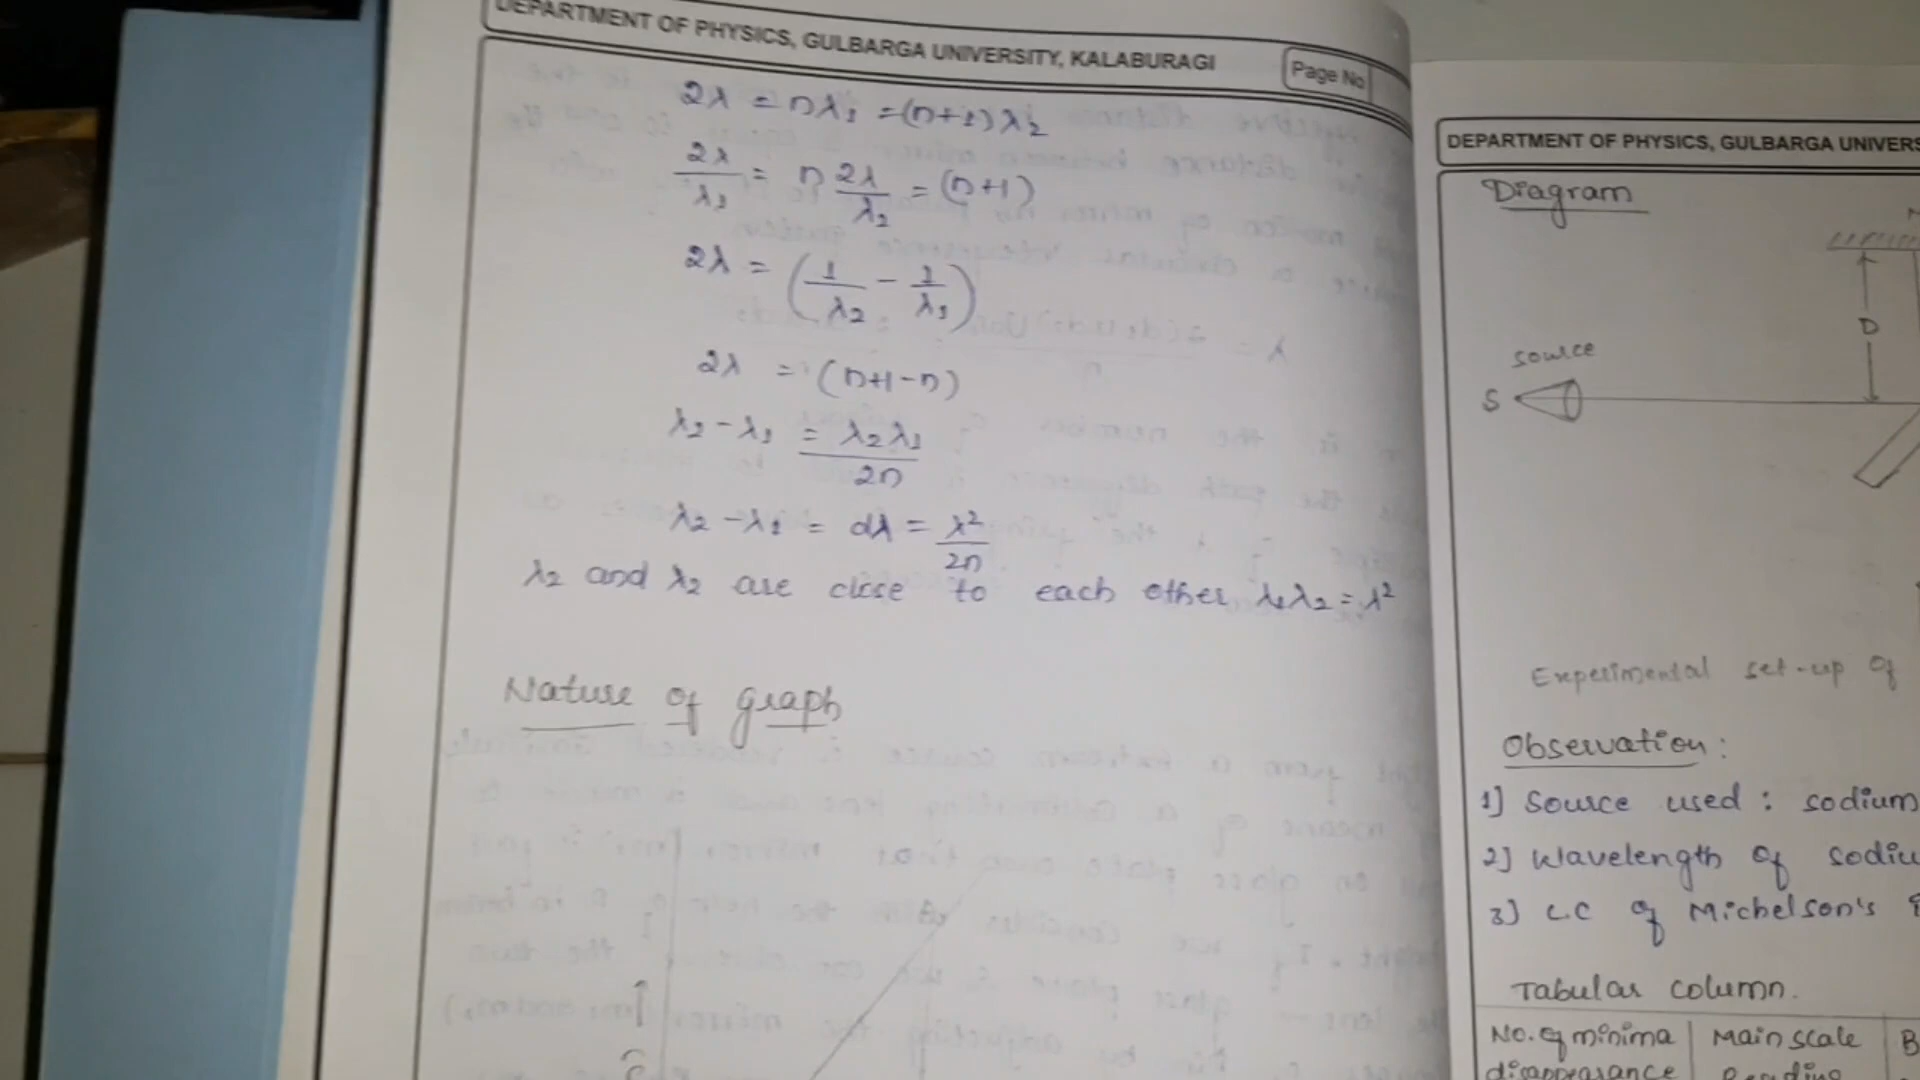 DEPARTMENT OF PHYSICS, GULBARGA UNIVERSITY, KALABURAGI
Page No
2λ = nλ₁ = (n+1) λ₂
2λ/λ₁ = n 2λ/λ₂ = (n+1)
2λ = (1/λ₂ - 1/λ₁)
2λ = (n+1-n)
λ₂ - λ₁ = λ₂λ₁/2n
λ₂ - λ₁ = dλ = λ²/2n
λ₂ and λ₂ are close to each other λ₁λ₂ = λ²
Nature of graph
DEPARTMENT OF PHYSICS, GULBARGA UNIVERS
Diagram
D
source
S
Experimental set-up of
Observation:
1] Source used : sodium
2] Wavelength of sodiu
3] L.C of Michelson's
Tabular column.
No. of minima
disappearance
Main scale
Reading
B